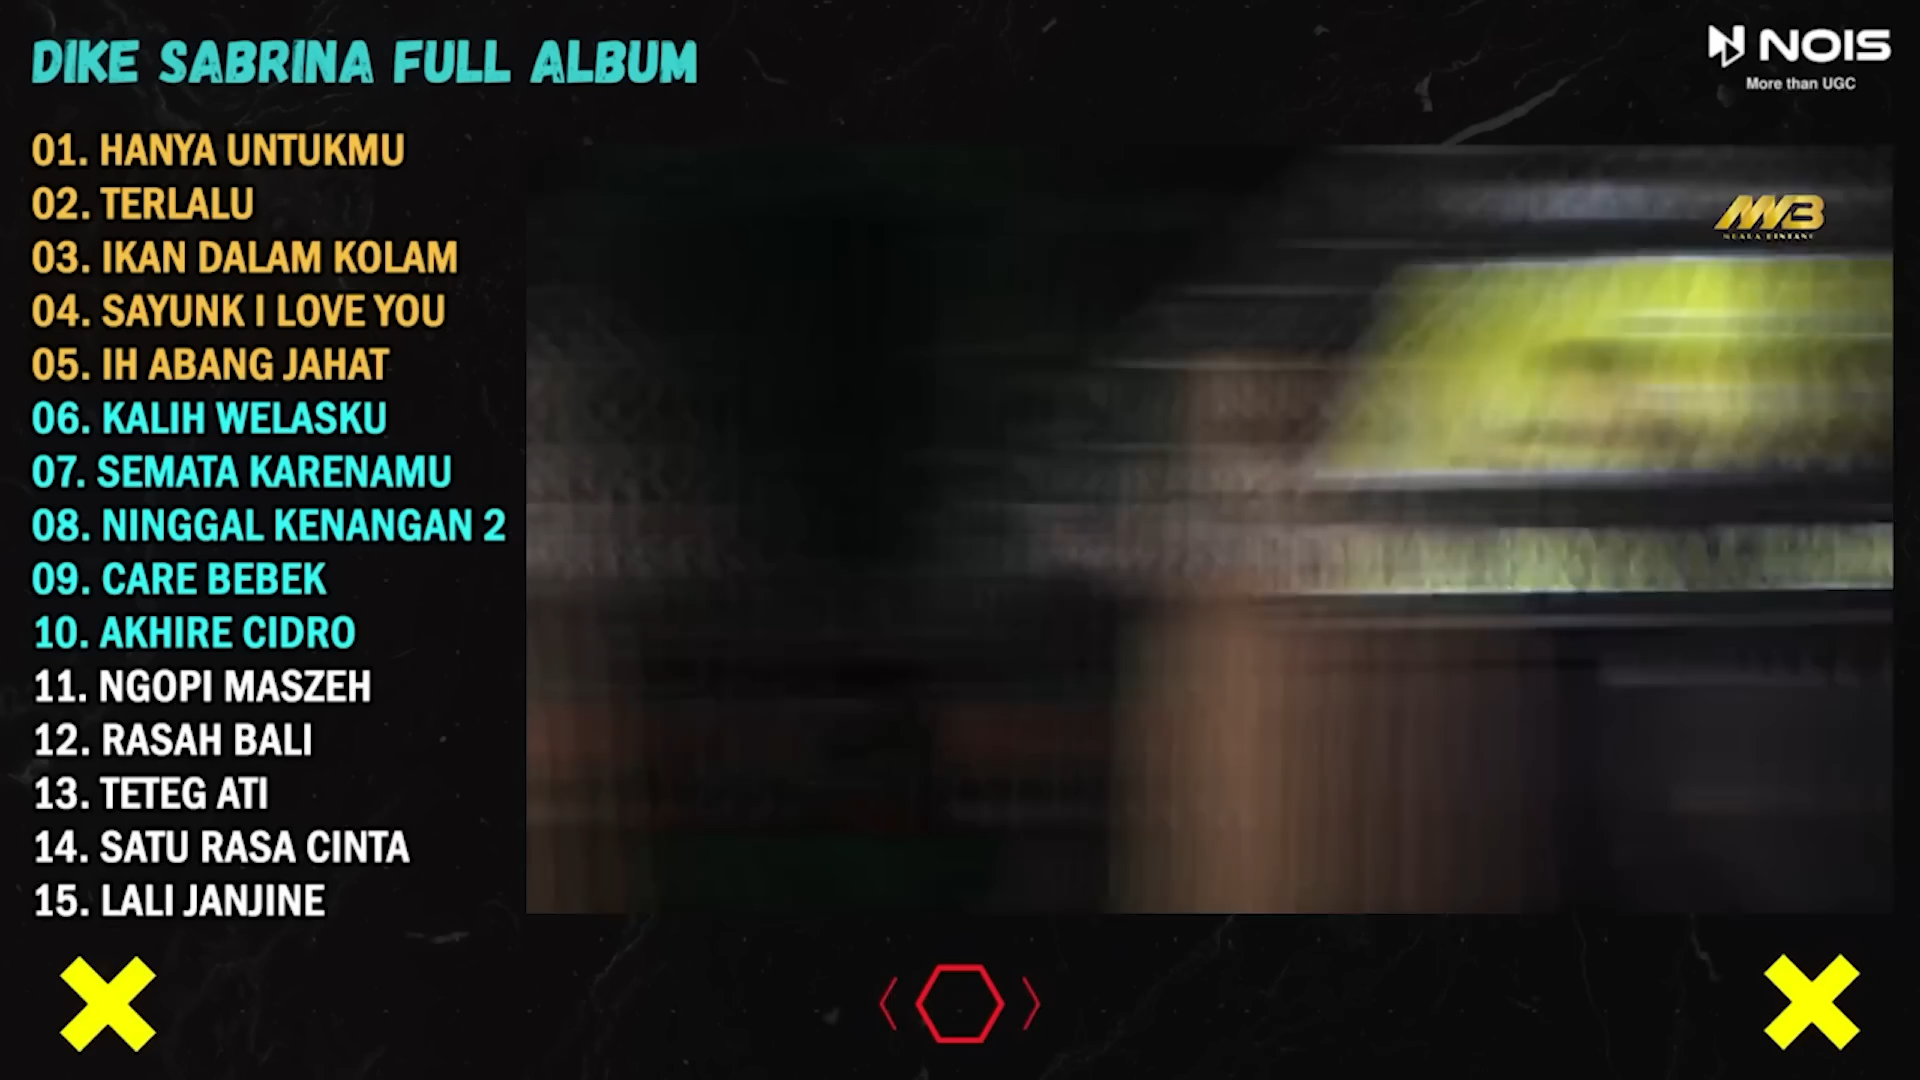 DIKE SABRINA FULL ALBUM
NOIS
More than UGC
01. HANYA UNTUKMU
02. TERLALU
03. IKAN DALAM KOLAM
04. SAYUNK I LOVE YOU
05. IH ABANG JAHAT
06. KALIH WELASKU
07. SEMATA KARENAMU
08. NINGGAL KENANGAN 2
09. CARE BEBEK
10. AKHIRE CIDRO
11. NGOPI MASZEH
12. RASAH BALI
13. TETEG ATI
14. SATU RASA CINTA
15. LALI JANJINE
MB